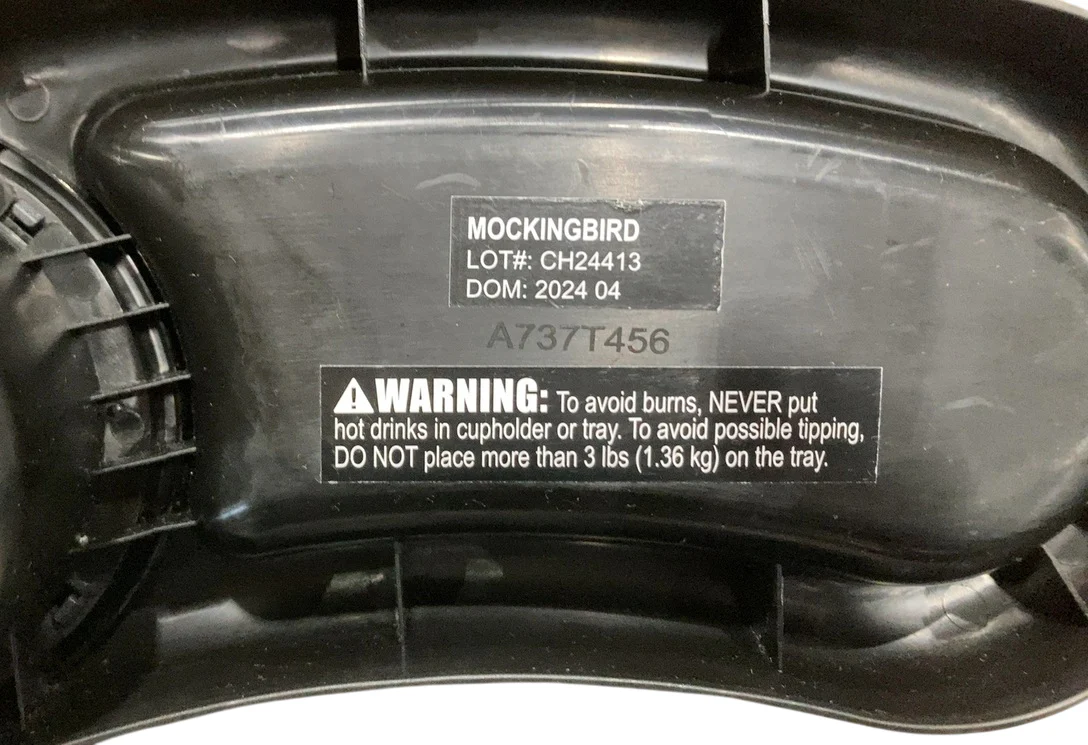 MOCKINGBIRD
LOT#: CH24413
DOM: 2024 04
A737T456
⚠WARNING: To avoid burns, NEVER put
hot drinks in cupholder or tray. To avoid possible tipping,
DO NOT place more than 3 lbs (1.36 kg) on the tray.